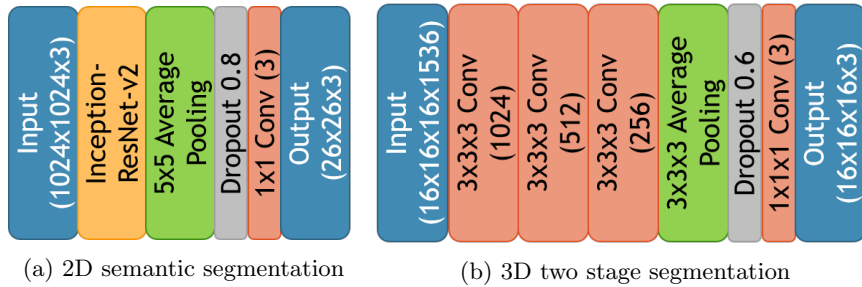 Input
(1024x1024x3)
Inception-
ResNet-v2
5x5 Average
Pooling
Dropout 0.8
1x1 Conv (3)
Output
(26x26x3)
(a) 2D semantic segmentation
Input
(16x16x16x1536)
3x3x3 Conv
(1024)
3x3x3 Conv
(512)
3x3x3 Conv
(256)
3x3x3 Average
Pooling
Dropout 0.6
1x1x1 Conv (3)
Output
(16x16x16x3)
(b) 3D two stage segmentation